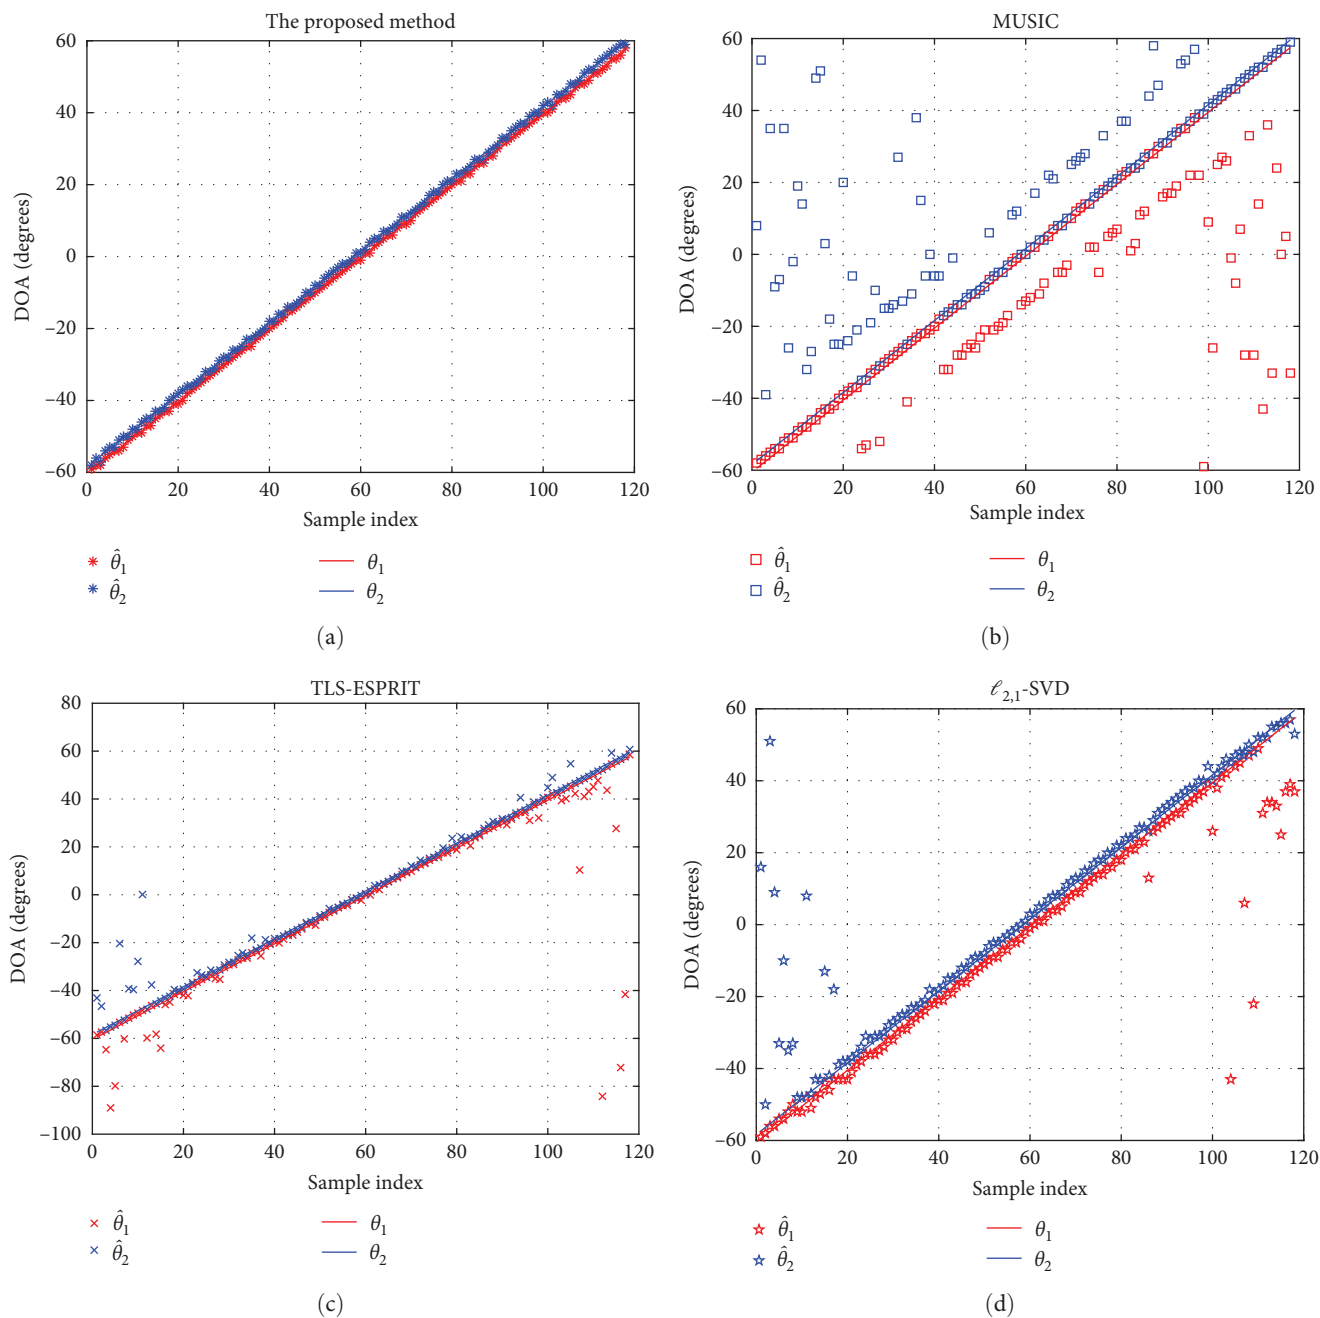 The proposed method
60
40
20
0
−20
−40
−60
DOA (degrees)
0 20 40 60 80 100 120
Sample index
θ̂1 θ1
θ̂2 θ2
(a)
MUSIC
60
40
20
0
−20
−40
−60
DOA (degrees)
0 20 40 60 80 100 120
Sample index
θ̂1 θ1
θ̂2 θ2
(b)
TLS-ESPRIT
80
60
40
20
0
−20
−40
−60
−80
−100
DOA (degrees)
0 20 40 60 80 100 120
Sample index
θ̂1 θ1
θ̂2 θ2
(c)
ℓ2,1-SVD
60
40
20
0
−20
−40
−60
DOA (degrees)
0 20 40 60 80 100 120
Sample index
θ̂1 θ1
θ̂2 θ2
(d)